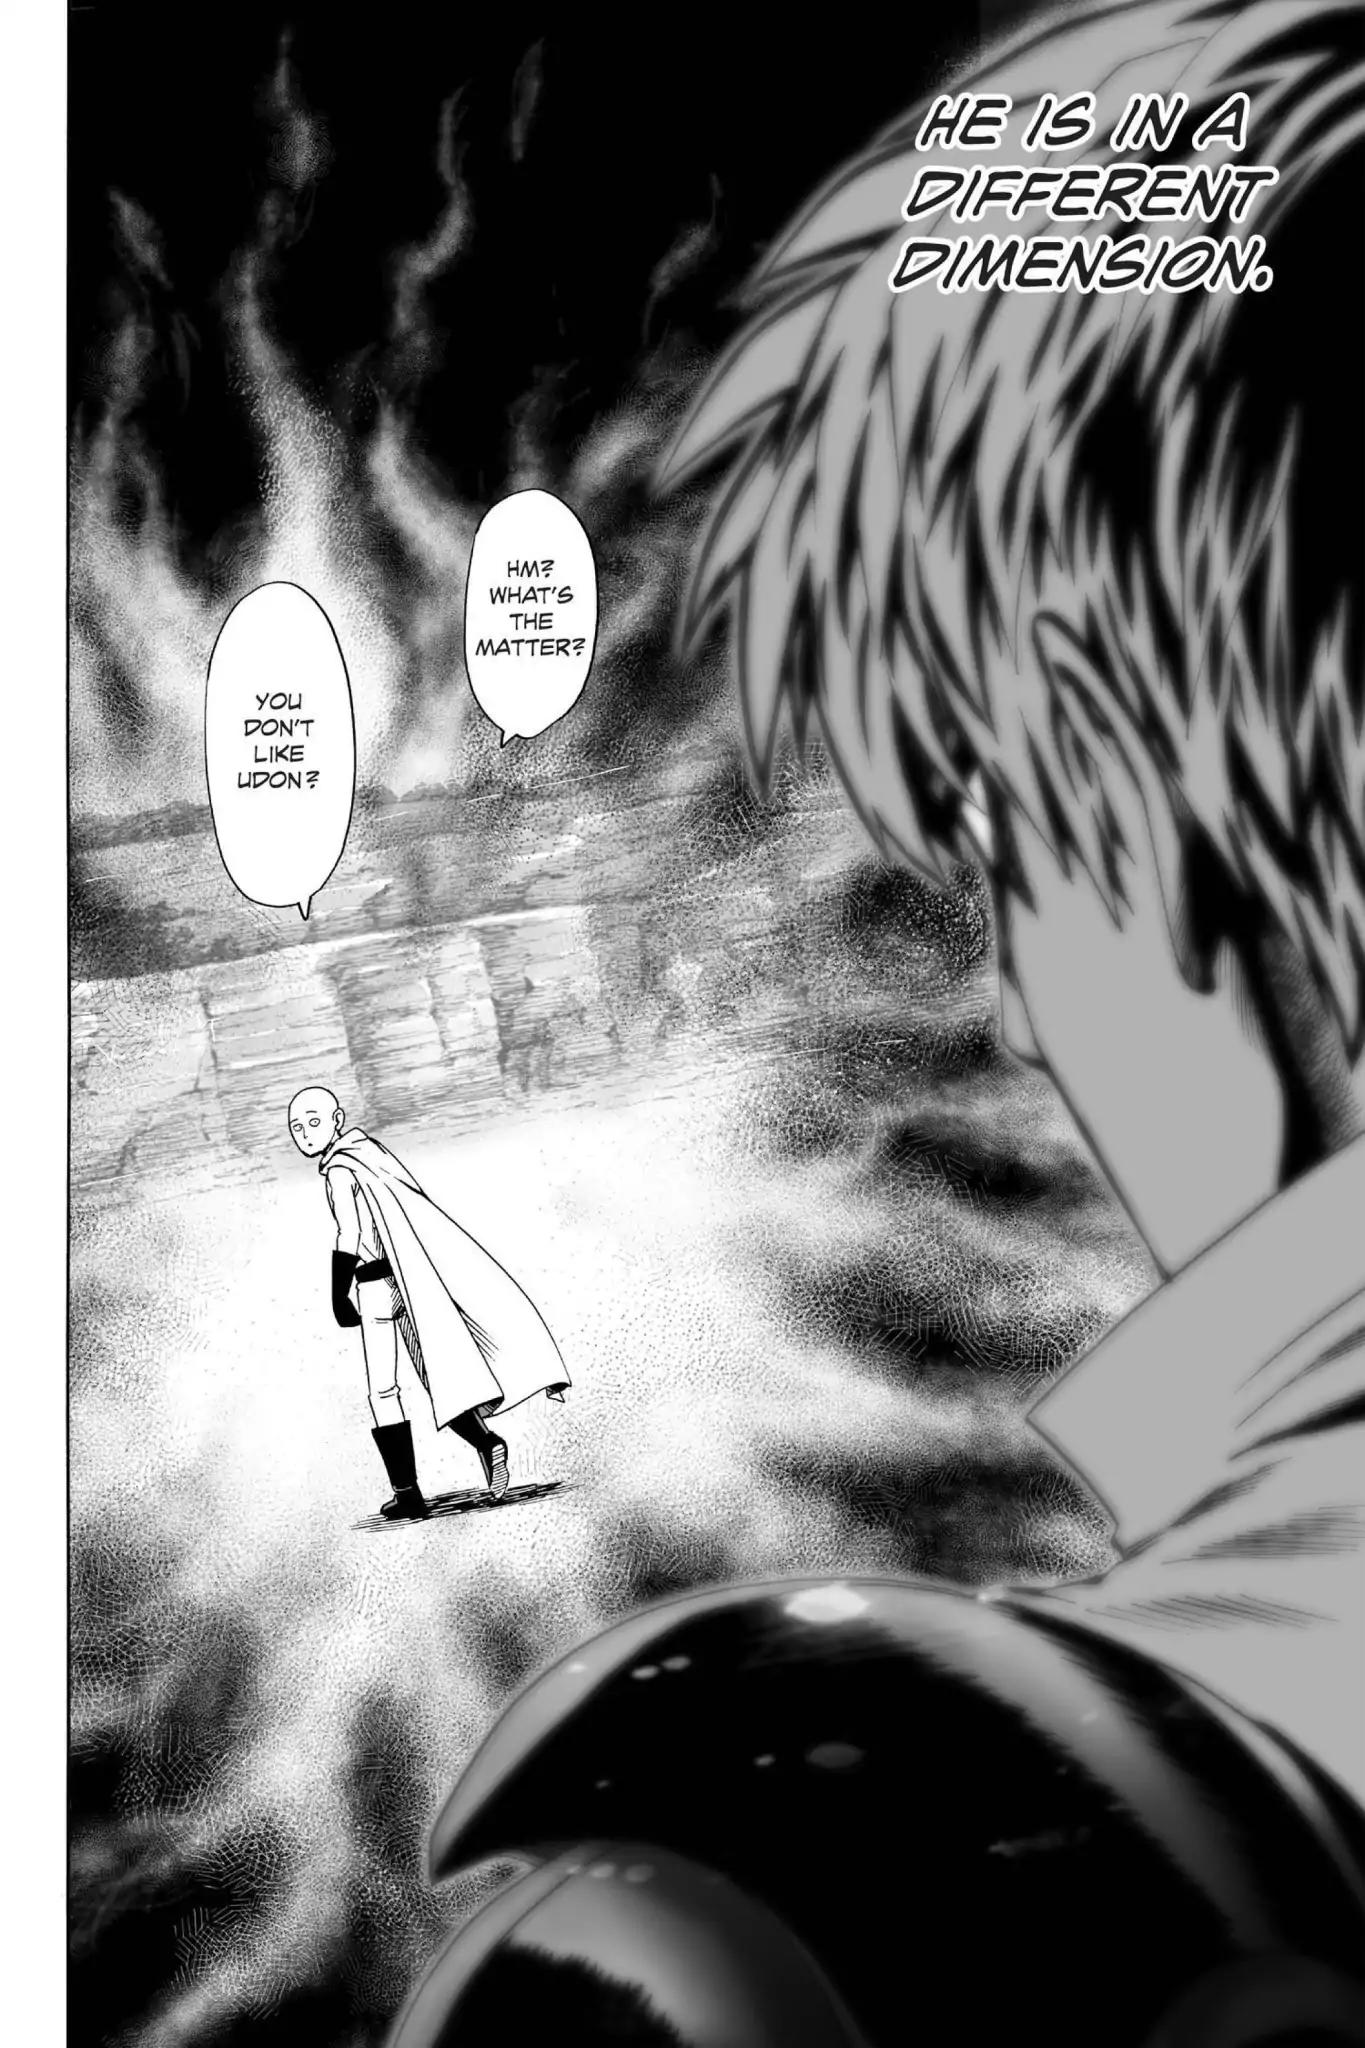 HE IS IN A
DIFFERENT
DIMENSION.
HM?
WHAT'S
THE
MATTER?
YOU
DON'T
LIKE
UDON?